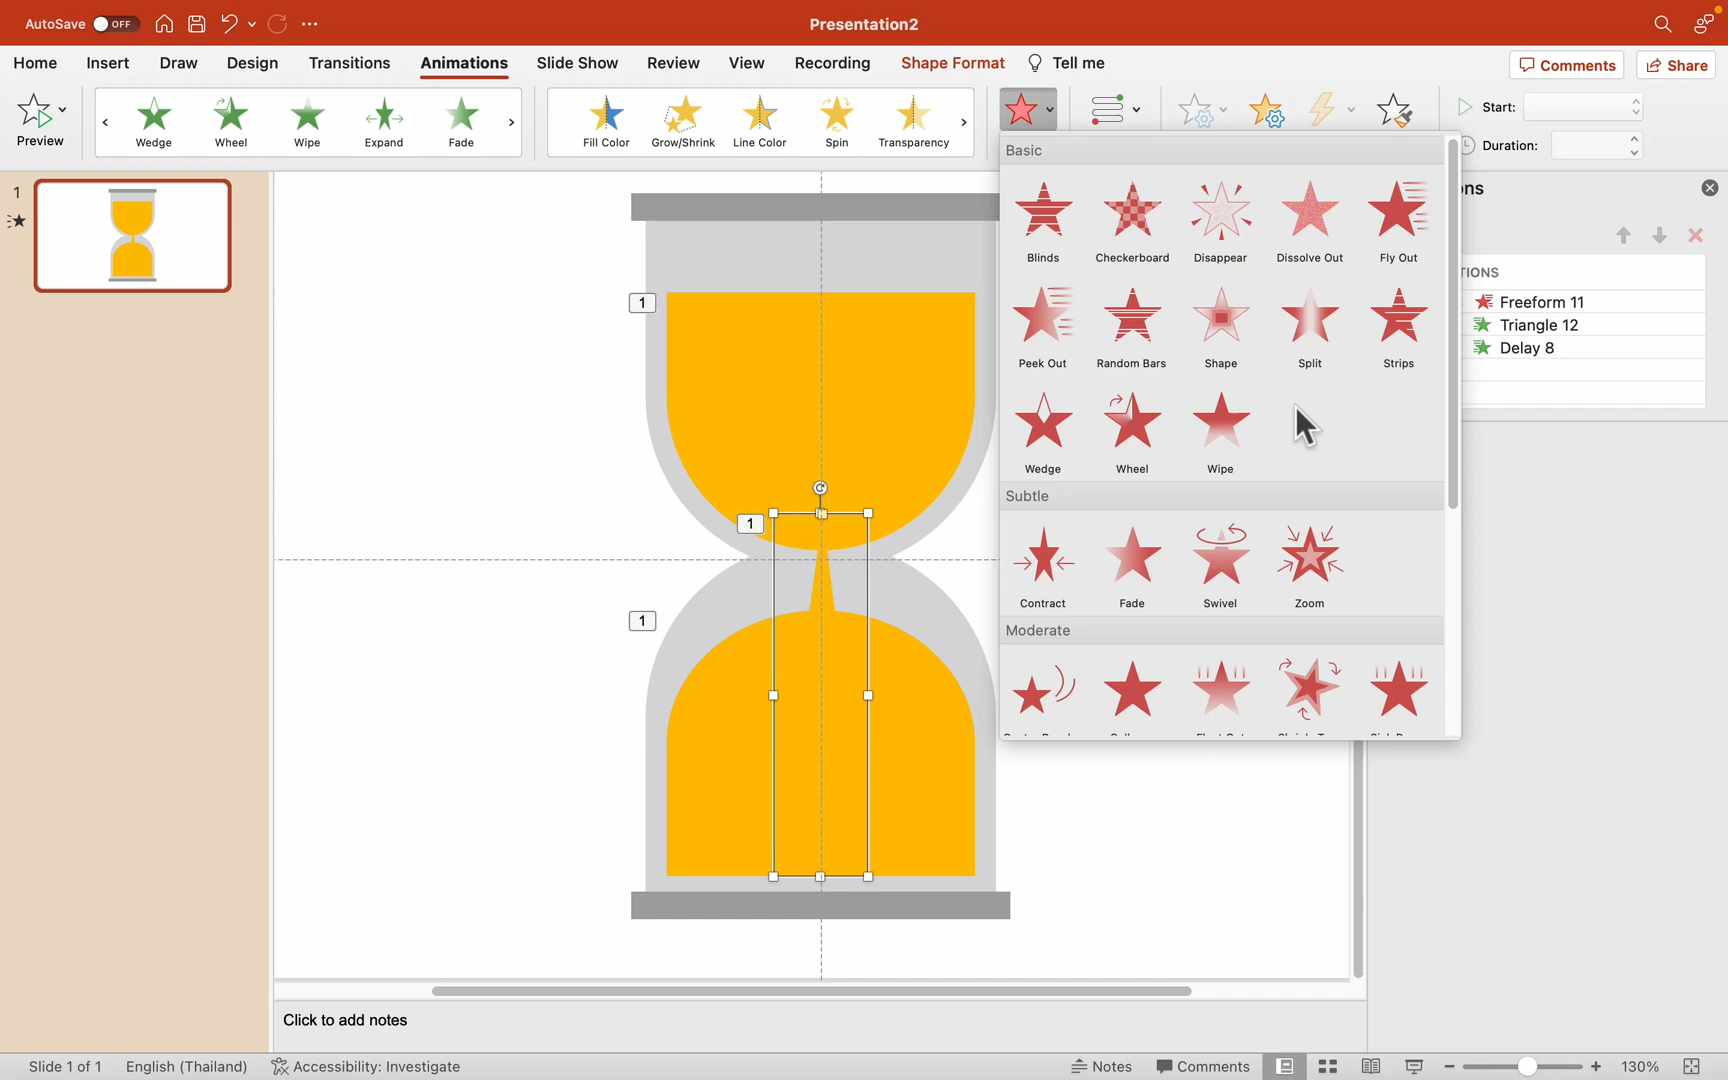 AutoSave OFF Presentation2
Home Insert Draw Design Transitions Animations Slide Show Review View Recording Shape Format Tell me Comments Share
Preview Wedge Wheel Wipe Expand Fade Fill Color Grow/Shrink Line Color Spin Transparency Start:
Duration:
Basic
Blinds Checkerboard Disappear Dissolve Out Fly Out
Peek Out Random Bars Shape Split Strips
Wedge Wheel Wipe
Subtle
Contract Fade Swivel Zoom
Moderate
ons
TIONS
Freeform 11
Triangle 12
Delay 8
1
1
1
1
Click to add notes
Slide 1 of 1 English (Thailand) Accessibility: Investigate Notes Comments 130%